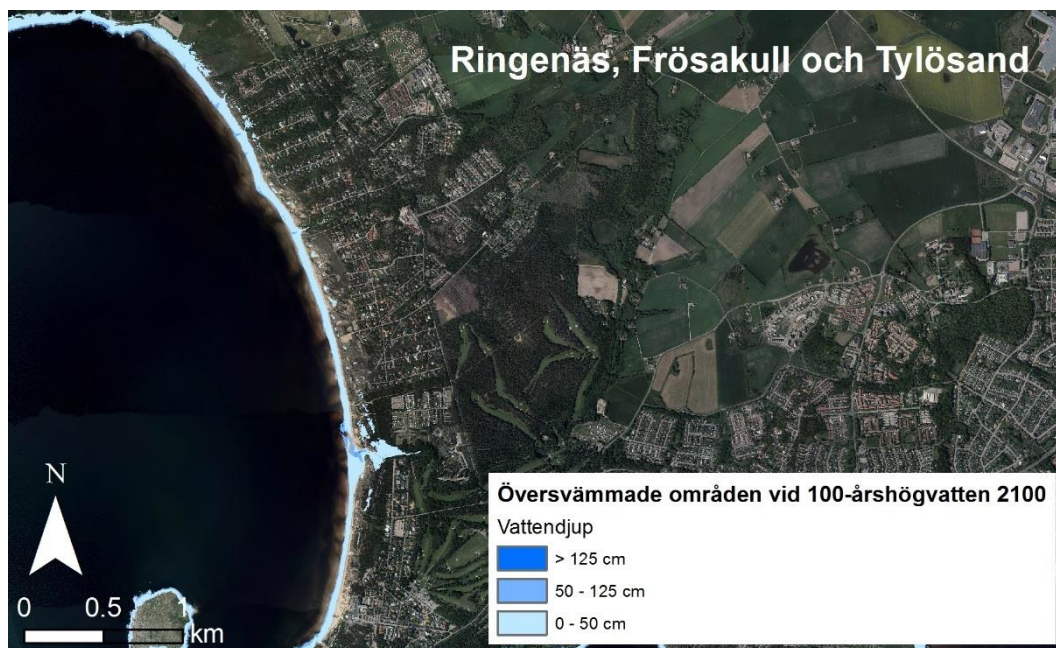 Ringenäs, Frösakull och Tylösand
N
0 0.5 1
km
Översvämmade områden vid 100-årshögvatten 2100
Vattendjup
> 125 cm
50 - 125 cm
0 - 50 cm